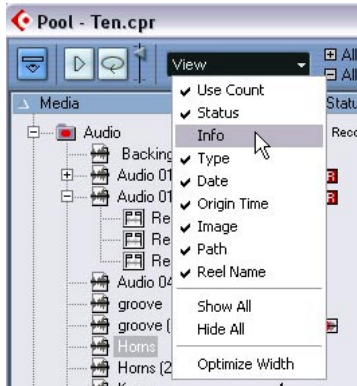 Pool - Ten.cpr
View
All
All
Media
Statu
Audio
Reco
Backing
Audio 01
R
Audio 01
R
Re
Re
Re
Audio 04
groove
groove (
Horns
Horns (2
Use Count
Status
Info
Type
Date
Origin Time
Image
Path
Reel Name
Show All
Hide All
Optimize Width